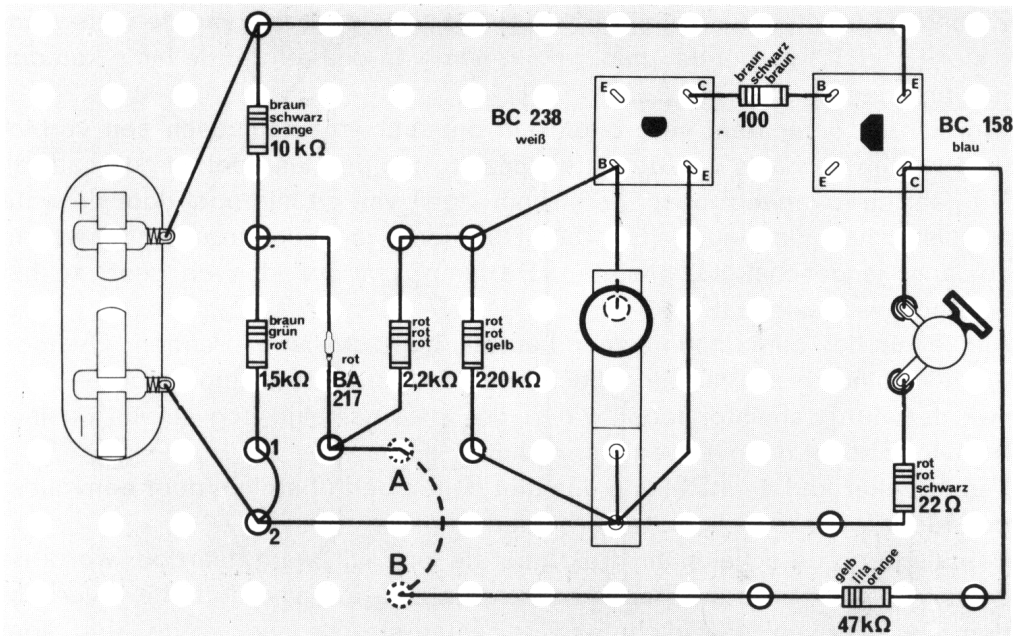 braun
schwarz
orange
10 kΩ
+
−
braun
grün
rot
1,5kΩ
1
2
rot
BA
217
rot
rot
rot
2,2kΩ
rot
rot
gelb
220kΩ
A
B
BC 238
weiß
E
C
B
E
braun
schwarz
braun
100
B
E
E
C
BC 158
blau
rot
rot
schwarz
22 Ω
gelb
lila
orange
47kΩ